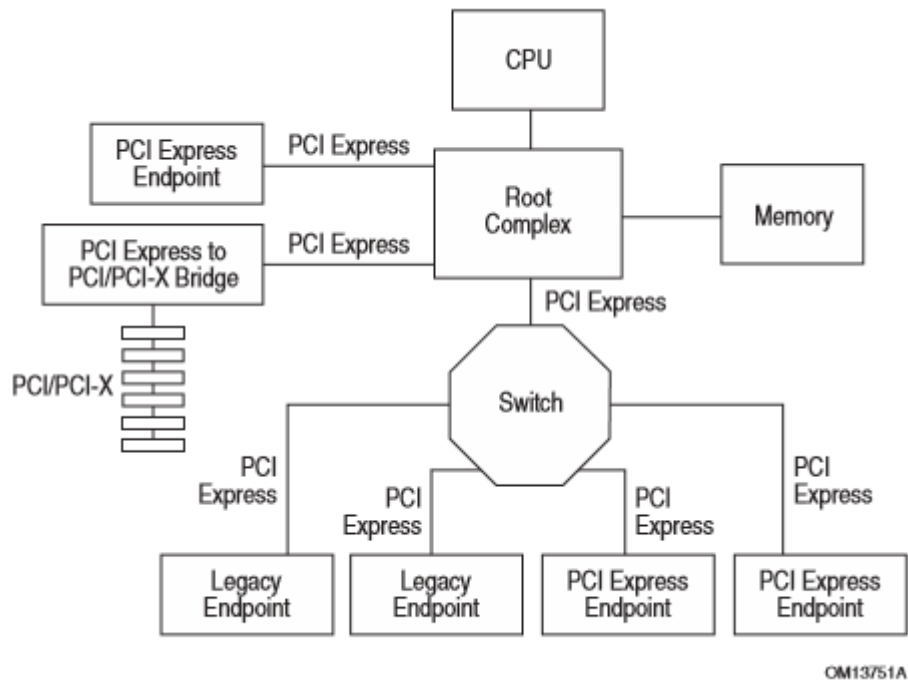 CPU
PCI Express
Endpoint
PCI Express
Root
Complex
Memory
PCI Express to
PCI/PCI-X Bridge
PCI Express
PCI Express
PCI/PCI-X
Switch
PCI
Express
PCI
Express
PCI
Express
PCI
Express
Legacy
Endpoint
Legacy
Endpoint
PCI Express
Endpoint
PCI Express
Endpoint
OM13751A